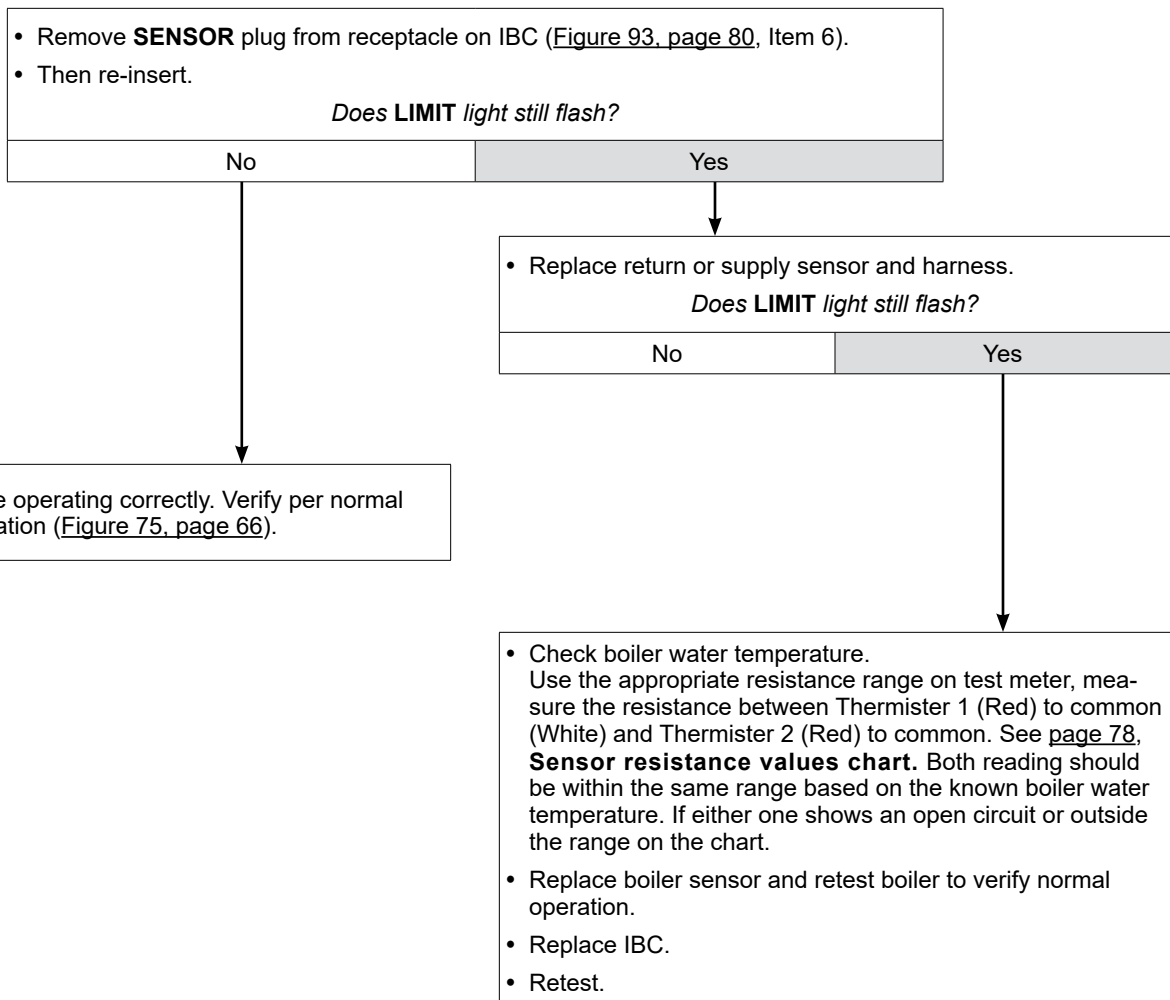 • Remove SENSOR plug from receptacle on IBC (Figure 93, page 80, Item 6).
• Then re-insert.
Does LIMIT light still flash?
No Yes
• Replace return or supply sensor and harness.
Does LIMIT light still flash?
No Yes
e operating correctly. Verify per normal
ation (Figure 75, page 66).
• Check boiler water temperature.
Use the appropriate resistance range on test meter, mea-
sure the resistance between Thermister 1 (Red) to common
(White) and Thermister 2 (Red) to common. See page 78,
Sensor resistance values chart. Both reading should
be within the same range based on the known boiler water
temperature. If either one shows an open circuit or outside
the range on the chart.
• Replace boiler sensor and retest boiler to verify normal
operation.
• Replace IBC.
• Retest.